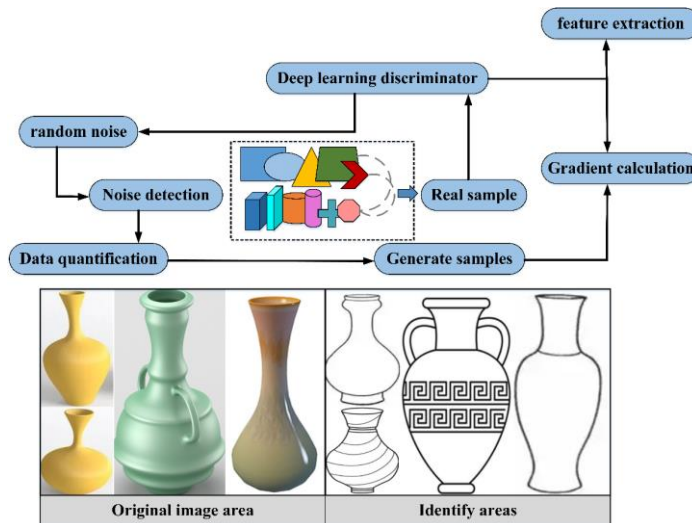 feature extraction
Deep learning discriminator
random noise
Gradient calculation
Noise detection
Real sample
Data quantification
Generate samples
Original image area
Identify areas